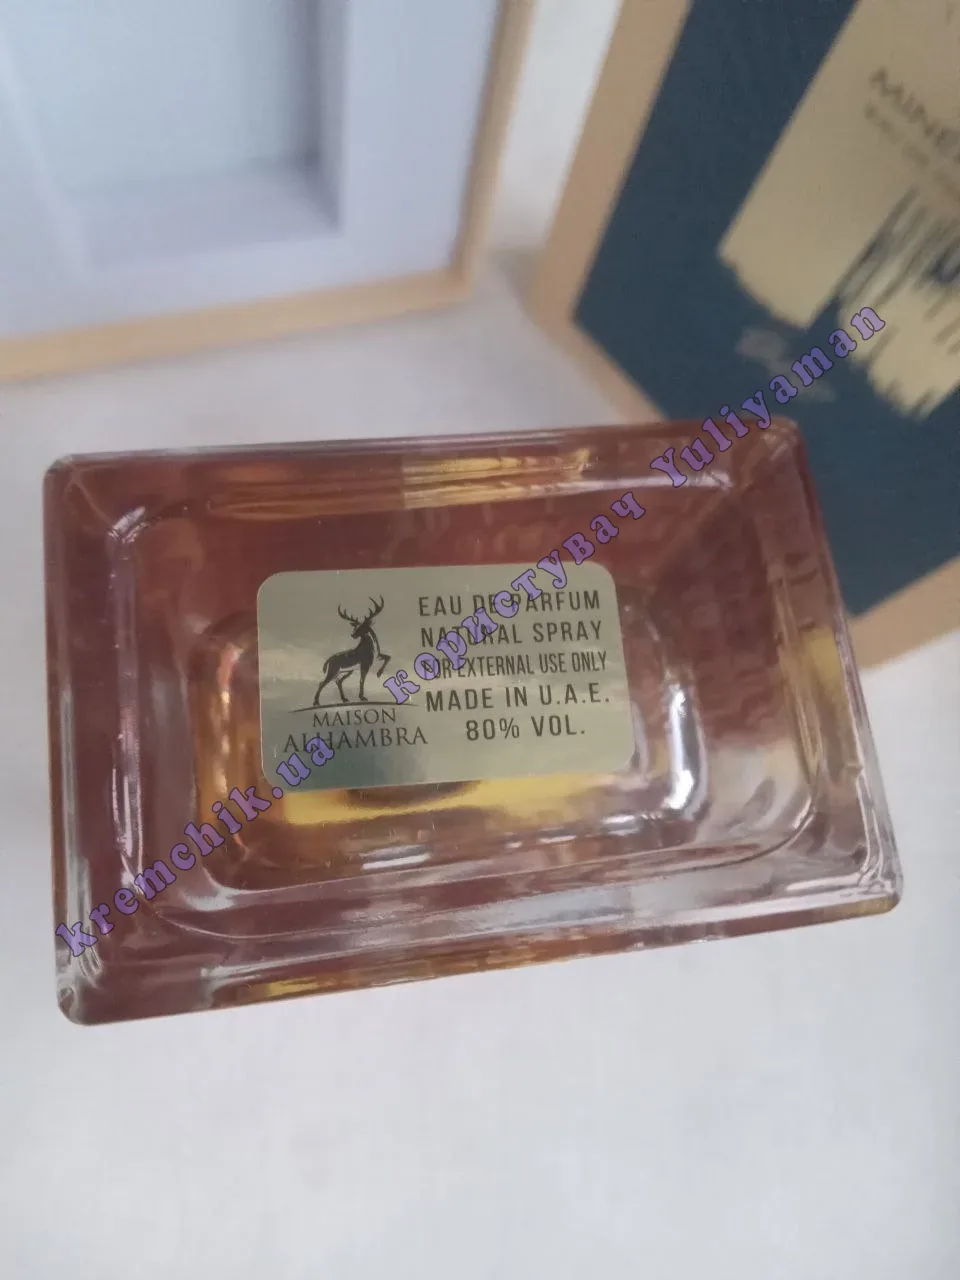 EAU DE PARFUM
NATURAL SPRAY
FOR EXTERNAL USE ONLY
MADE IN U.A.E.
80% VOL.
MAISON
ALHAMBRA
kremchik.ua користувач Yuliyaman